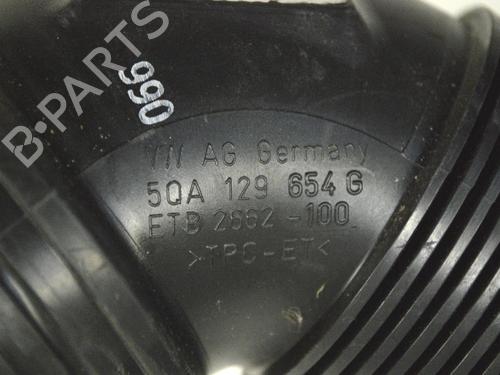 B-PARTS
990
VW AG Germany
5QA 129 654 G
ETB 2662-100
>TPC-ET<